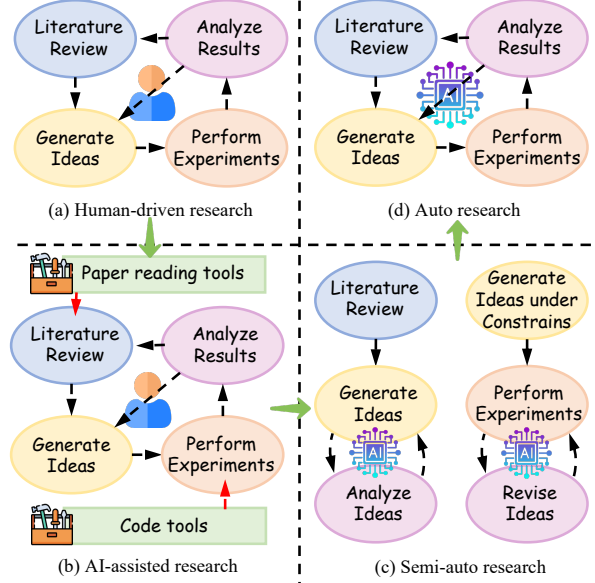 Literature
Review
Analyze
Results
Generate
Ideas
Perform
Experiments
(a) Human-driven research
Literature
Review
Analyze
Results
AI
Generate
Ideas
Perform
Experiments
(d) Auto research
Paper reading tools
Literature
Review
Analyze
Results
Generate
Ideas
Perform
Experiments
Code tools
(b) AI-assisted research
Literature
Review
Generate
Ideas
AI
Analyze
Ideas
Generate
Ideas under
Constrains
Perform
Experiments
AI
Revise
Ideas
(c) Semi-auto research